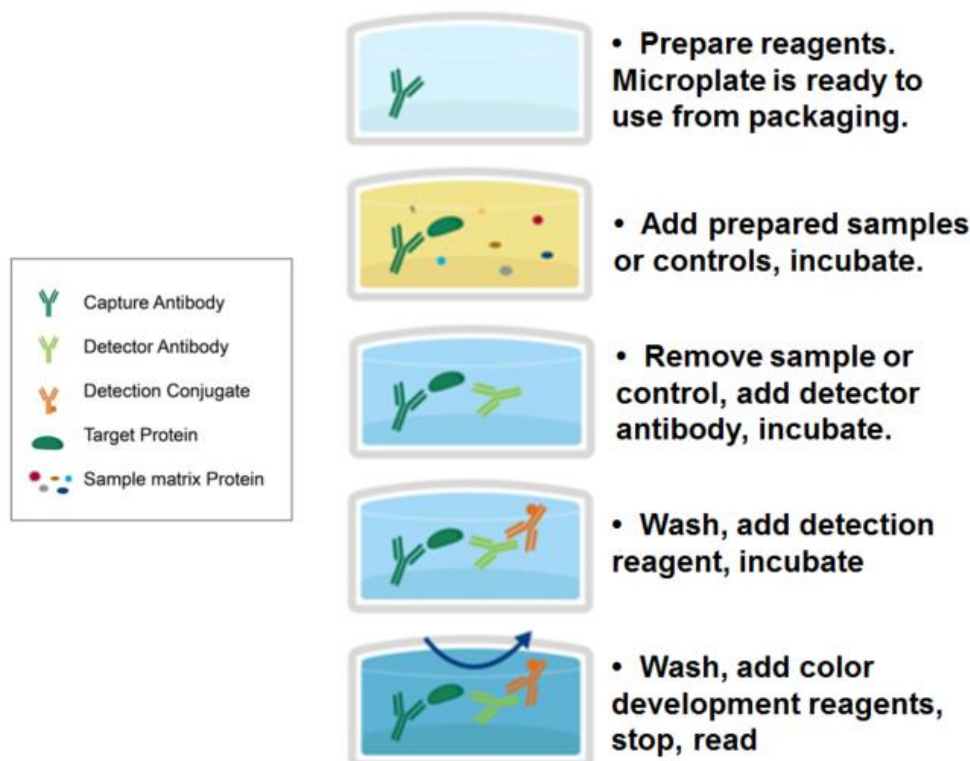 • Prepare reagents.
Microplate is ready to
use from packaging.
• Add prepared samples
or controls, incubate.
Capture Antibody
Detector Antibody
Detection Conjugate
Target Protein
Sample matrix Protein
• Remove sample or
control, add detector
antibody, incubate.
• Wash, add detection
reagent, incubate
• Wash, add color
development reagents,
stop, read